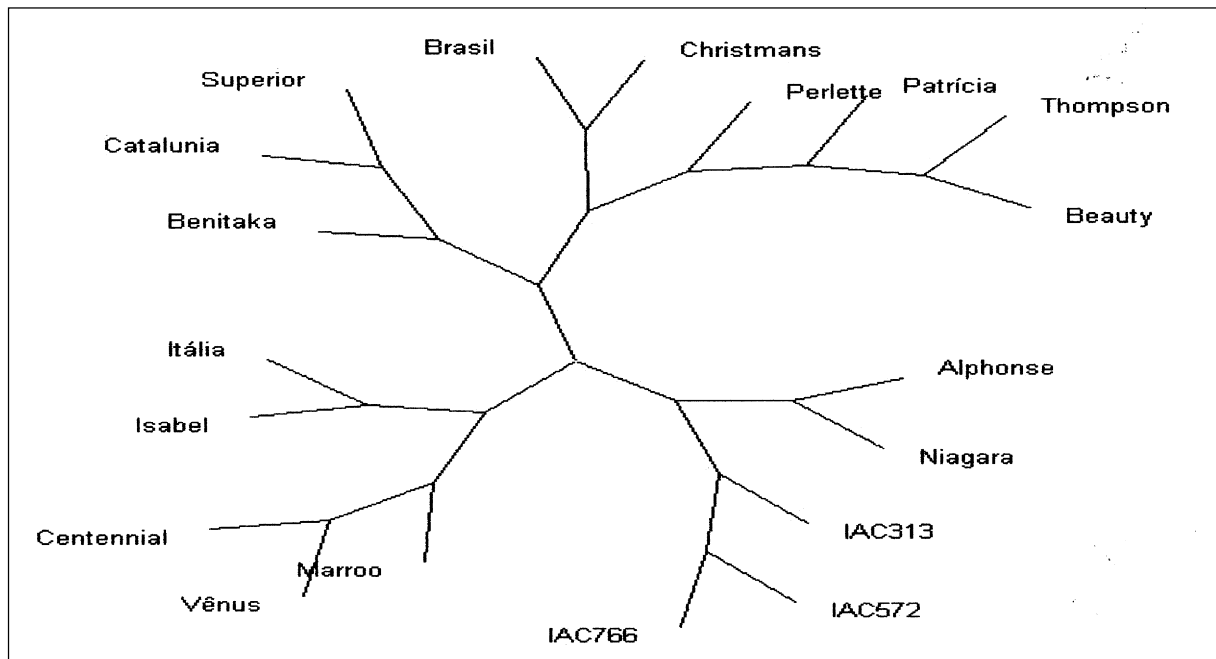 Brasil
Christmans
Superior
Perlette
Patrícia
Thompson
Catalunia
Benitaka
Beauty
Itália
Alphonse
Isabel
Niagara
Centennial
IAC313
Marroo
Vênus
IAC572
IAC766